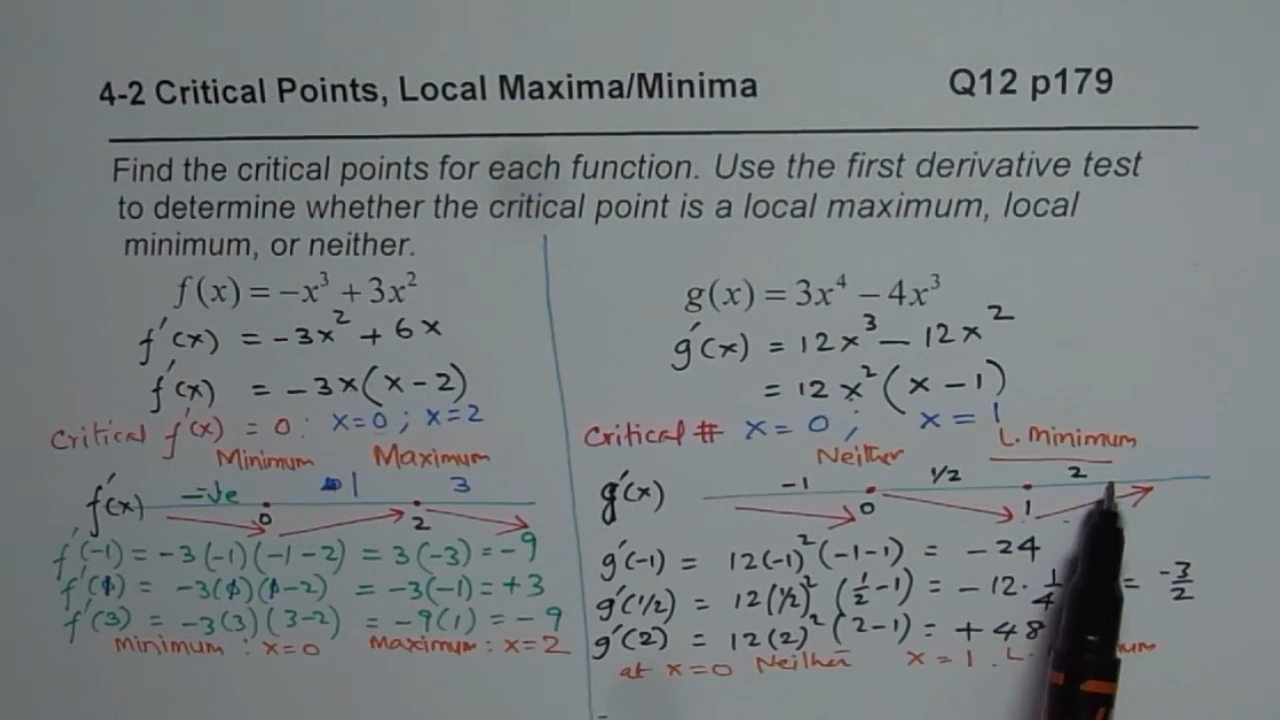 4-2 Critical Points, Local Maxima/Minima Q12 p179
Find the critical points for each function. Use the first derivative test
to determine whether the critical point is a local maximum, local
minimum, or neither.
f(x) = −x³ + 3x²
f'(x) = -3x² + 6x
f'(x) = -3x(x-2)
Critical f'(x) = 0 : x=0 ; x=2
Minimum Maximum
-ve 1 3
f'(x)
0 2
f'(-1) = -3(-1)(-1-2) = 3(-3) = -9
f'(1) = -3(1)(1-2) = -3(-1) = +3
f'(3) = -3(3)(3-2) = -9(1) = -9
Minimum : x=0 Maximum : x=2
g(x) = 3x⁴ − 4x³
g'(x) = 12x³ - 12x²
= 12x²(x-1)
Critical # x=0 ; x=1
Neither L. Minimum
-1 1/2 2
g'(x)
0 1
g'(-1) = 12(-1)²(-1-1) = -24
g'(1/2) = 12(1/2)²(1/2-1) = -12·1/4 = -3/2
g'(2) = 12(2)²(2-1) = +48
at x=0 Neither x=1 . L.